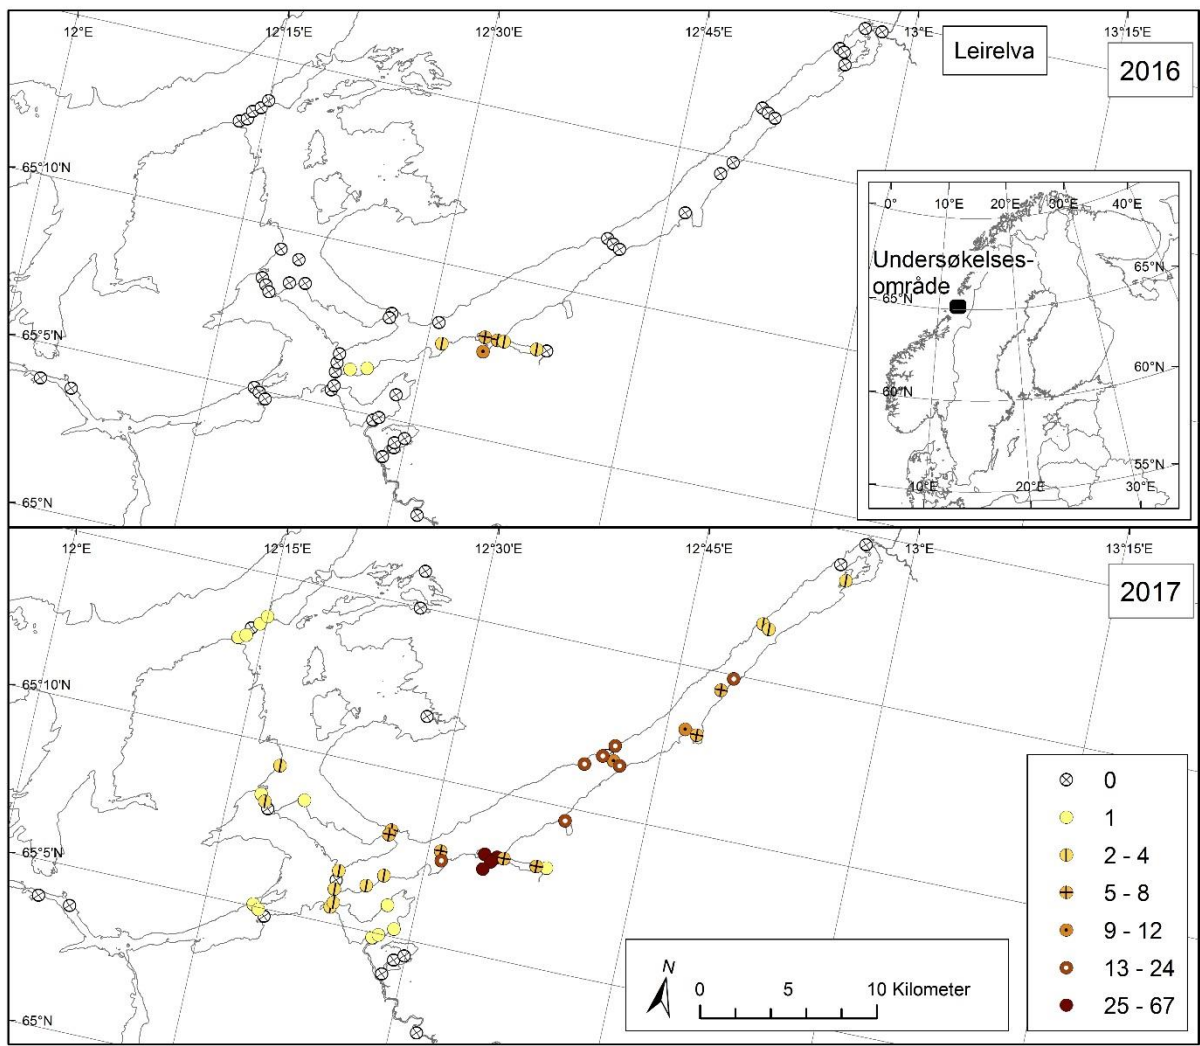 12°E
12°15'E
12°30'E
12°45'E
13°E
13°15'E
Leirelva
2016
65°10'N
65°5'N
65°N
0°
10°E
20°E
30°E
40°E
Undersøkelses-
område
65°N
65°N
60°N
60°N
55°N
10°E
20°E
30°E
12°E
12°15'E
12°30'E
12°45'E
13°E
13°15'E
2017
65°10'N
65°5'N
65°N
0
1
2 - 4
5 - 8
9 - 12
13 - 24
25 - 67
N
0
5
10 Kilometer